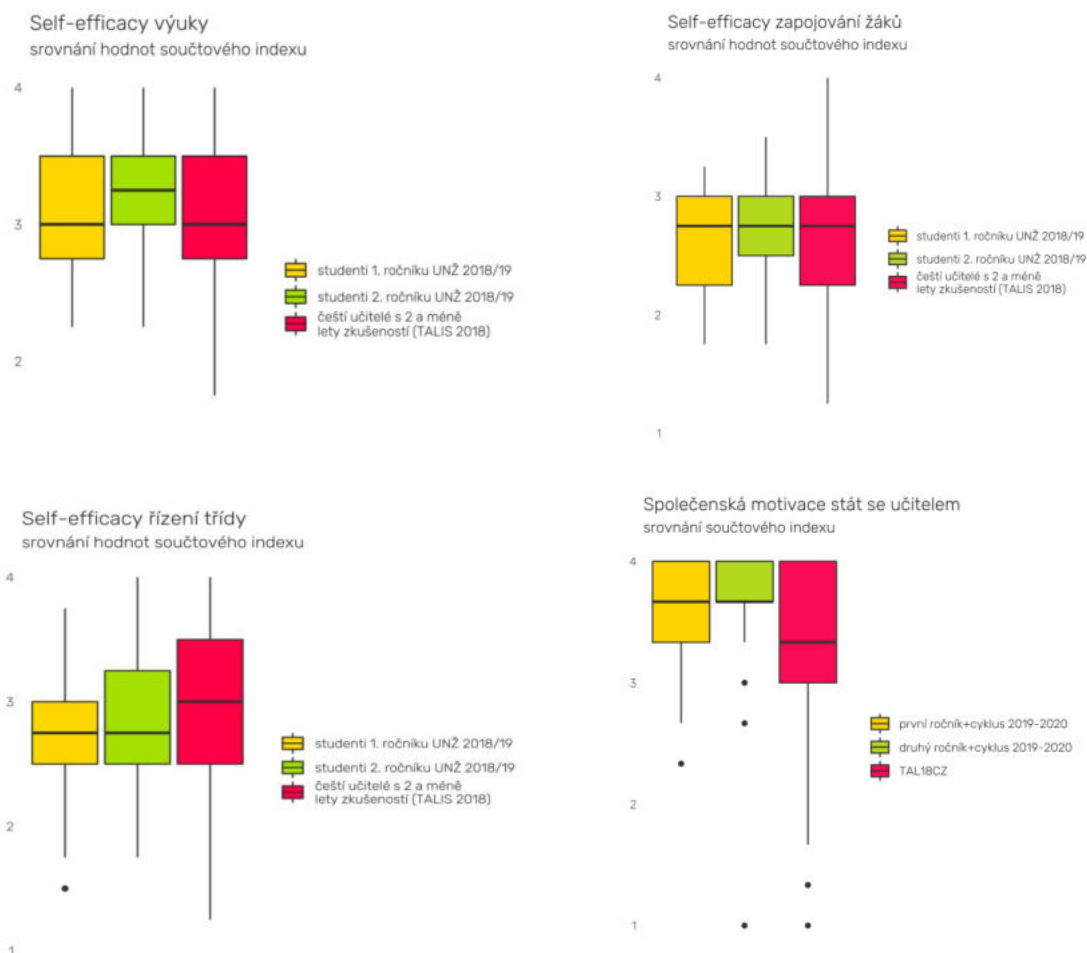 Self-efficacy výuky
srovnání hodnot součtového indexu
4
3
2
studenti 1. ročníku UNŽ 2018/19
studenti 2. ročníku UNŽ 2018/19
čeští učitelé s 2 a méně
lety zkušeností (TALIS 2018)
Self-efficacy zapojování žáků
srovnání hodnot součtového indexu
4
3
2
1
studenti 1. ročníku UNŽ 2018/19
studenti 2. ročníku UNŽ 2018/19
čeští učitelé s 2 a méně
lety zkušeností (TALIS 2018)
Self-efficacy řízení třídy
srovnání hodnot součtového indexu
4
3
2
1
studenti 1. ročníku UNŽ 2018/19
studenti 2. ročníku UNŽ 2018/19
čeští učitelé s 2 a méně
lety zkušeností (TALIS 2018)
Společenská motivace stát se učitelem
srovnání součtového indexu
4
3
2
1
první ročník+cyklus 2019-2020
druhý ročník+cyklus 2019-2020
TAL18CZ